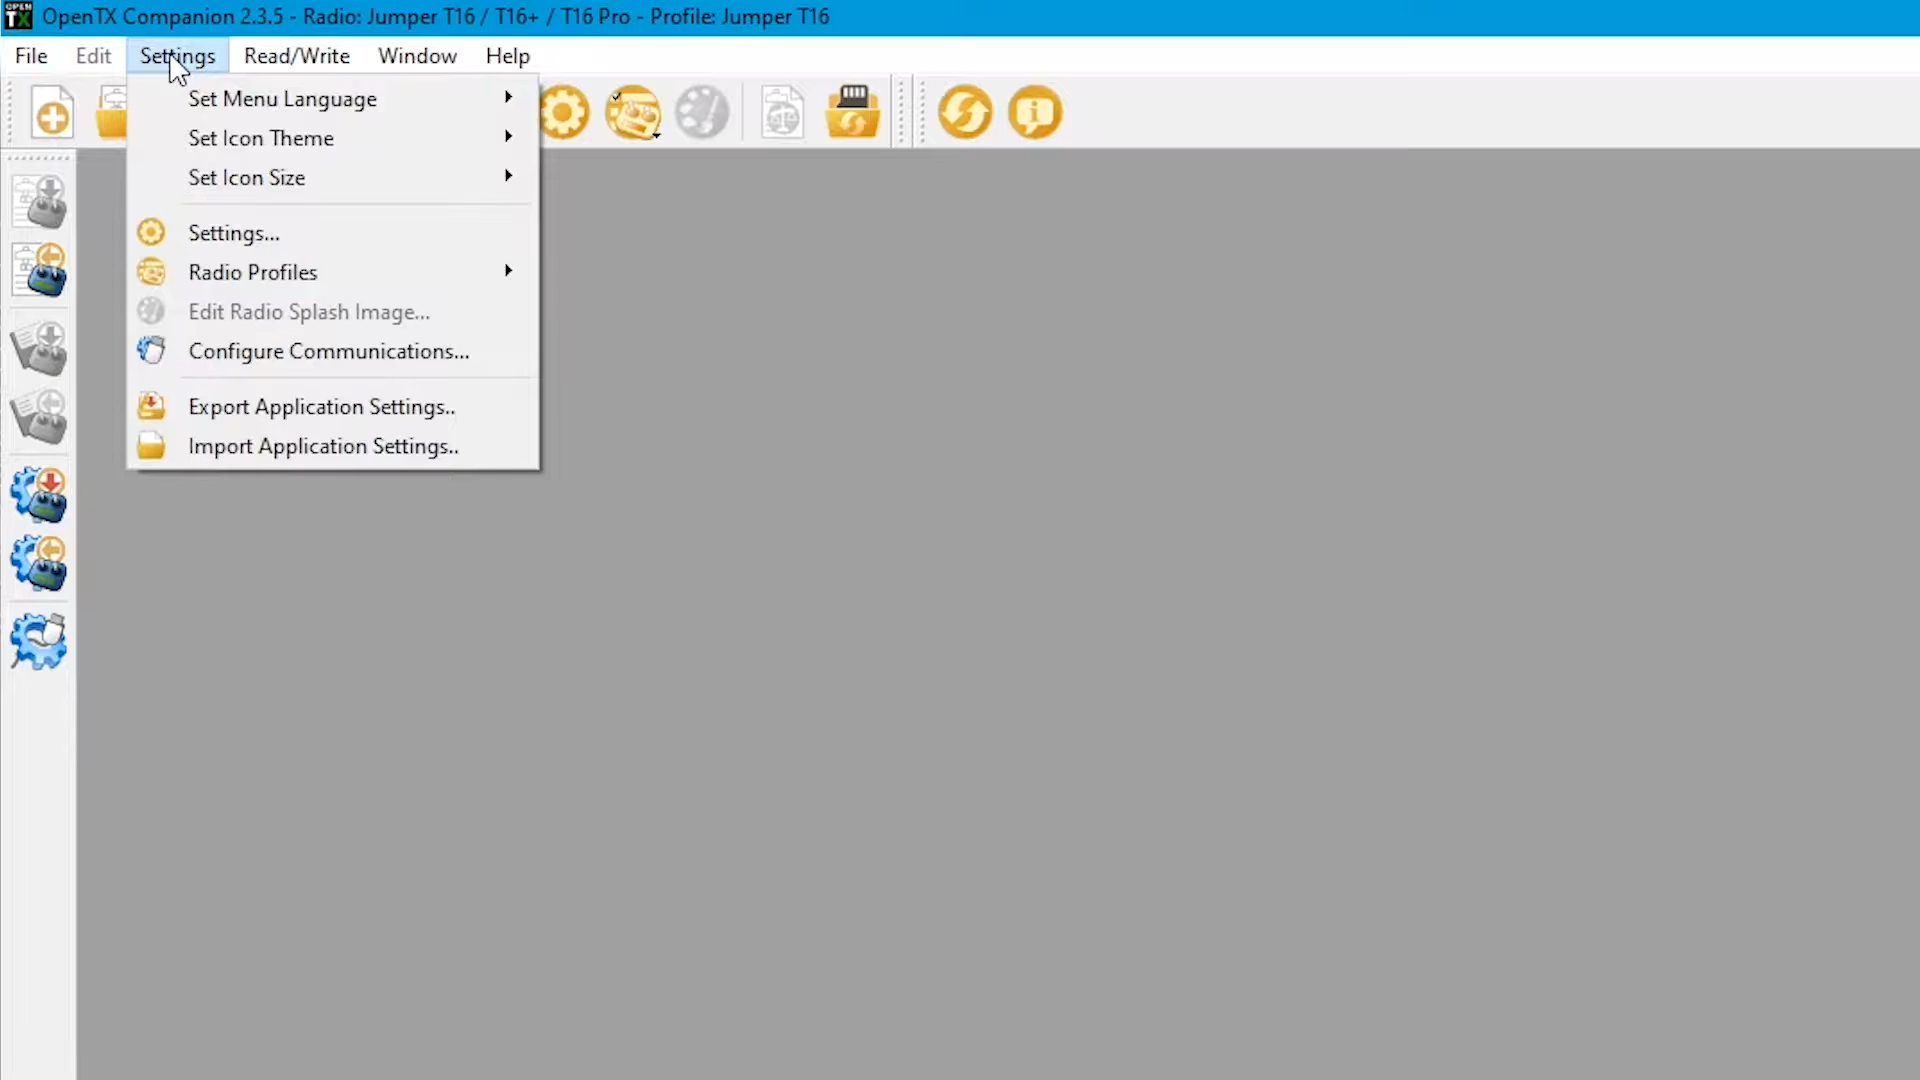 OPEN
TX
OpenTX Companion 2.3.5 - Radio: Jumper T16 / T16+ / T16 Pro - Profile: Jumper T16
File Edit Settings Read/Write Window Help
Set Menu Language
Set Icon Theme
Set Icon Size
Settings...
Radio Profiles
Edit Radio Splash Image...
Configure Communications...
Export Application Settings..
Import Application Settings..